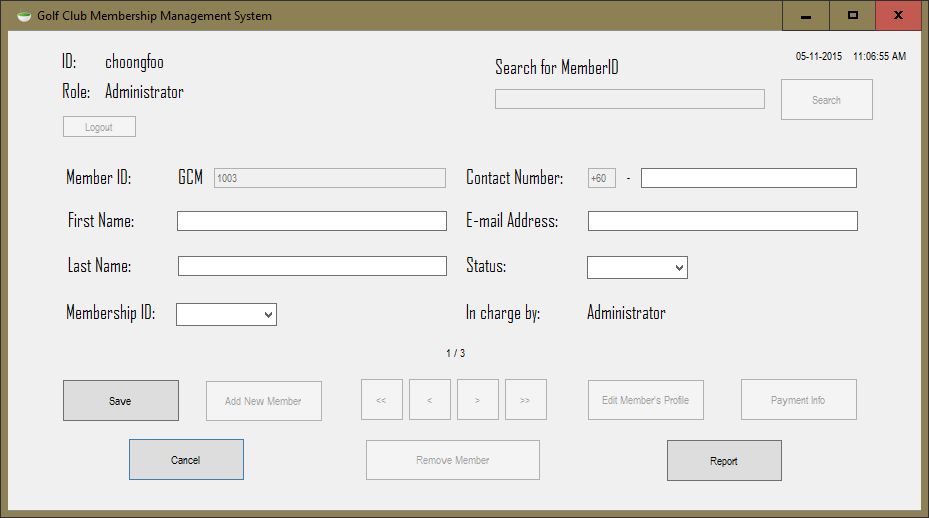 Golf Club Membership Management System
ID: choongfoo
Role: Administrator
Logout
Search for MemberID
05-11-2015 11:06:55 AM
Search
Member ID: GCM 1003
Contact Number: +60 -
First Name:
E-mail Address:
Last Name:
Status:
Membership ID:
In charge by: Administrator
1 / 3
Save
Add New Member
<<
<
>
>>
Edit Member's Profile
Payment Info
Cancel
Remove Member
Report